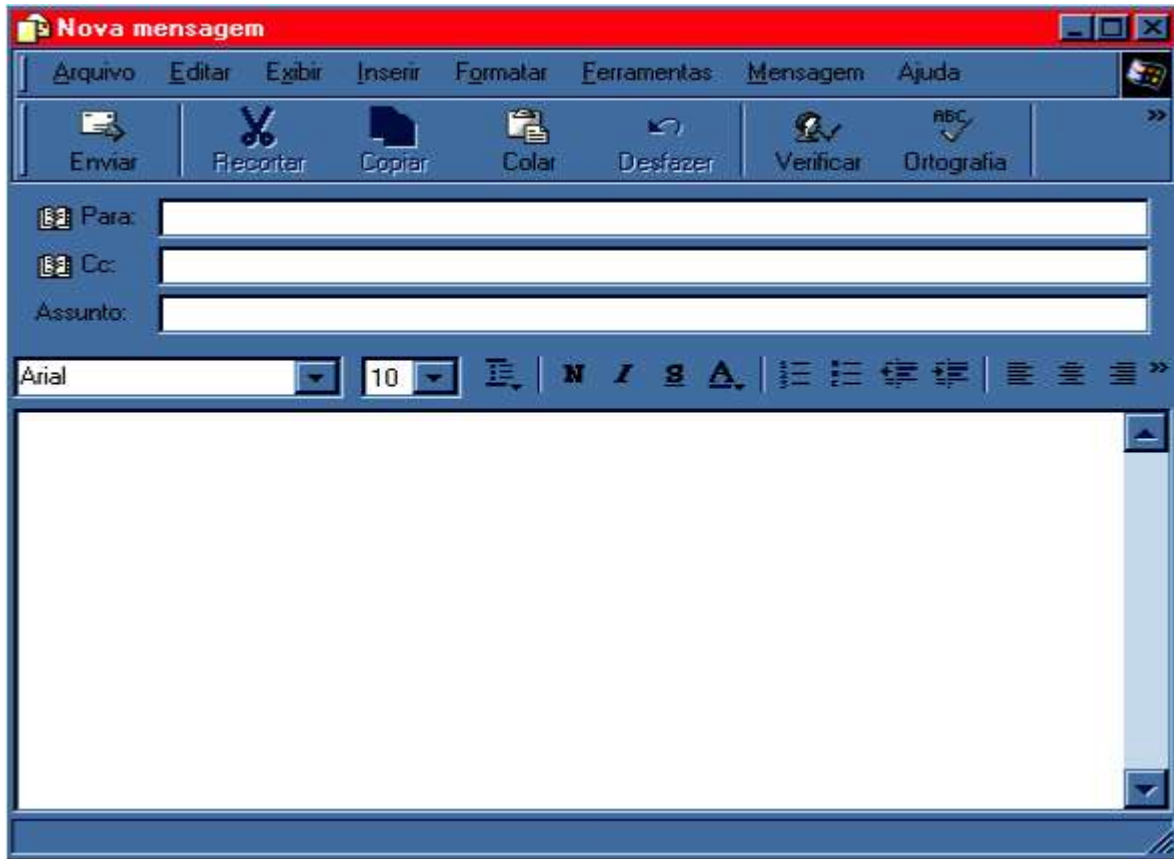 Nova mensagem
Arquivo Editar Exibir Inserir Formatar Ferramentas Mensagem Ajuda
Enviar Recortar Copiar Colar Desfazer Verificar ABC Ortografia
Para:
Cc:
Assunto:
Arial 10 N I S A